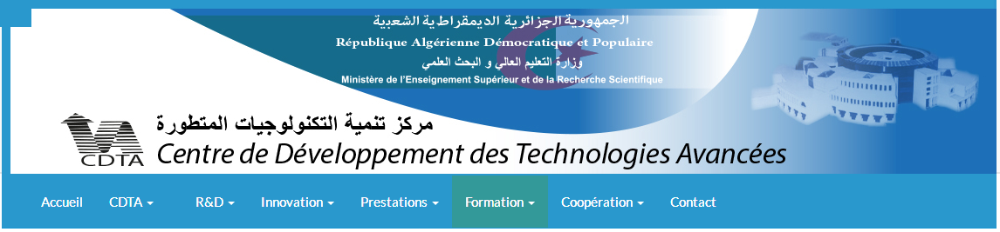 الجمهورية الجزائرية الديمقراطية الشعبية
République Algérienne Démocratique et Populaire
وزارة التعليم العالي و البحث العلمي
Ministère de l'Enseignement Supérieur et de la Recherche Scientifique
مركز تنمية التكنولوجيات المتطورة
CDTA
Centre de Développement des Technologies Avancées
Accueil CDTA R&D Innovation Prestations Formation Coopération Contact